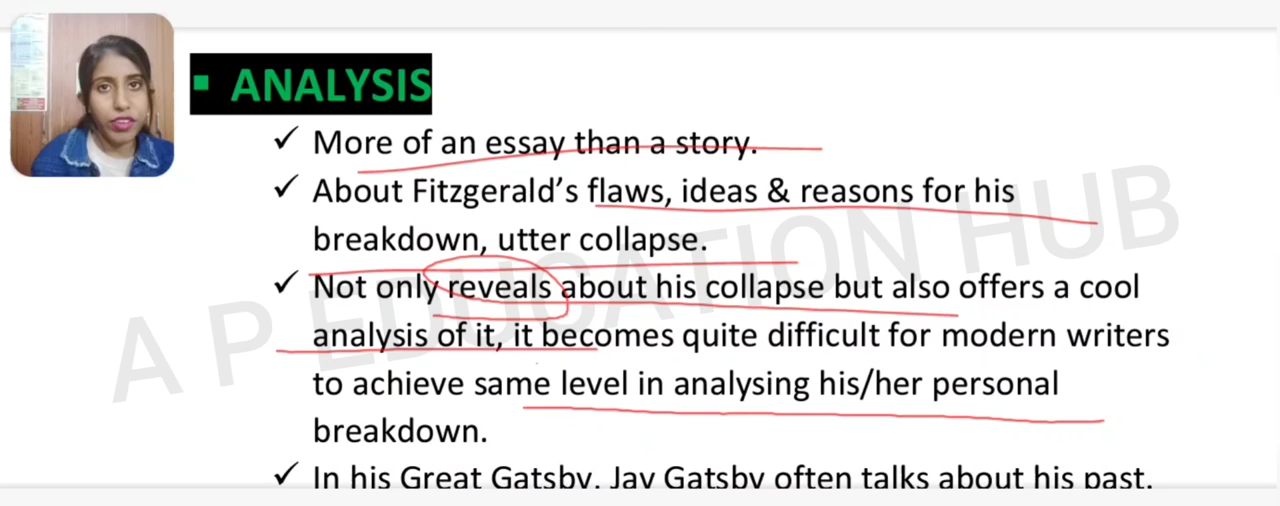 ▪ ANALYSIS
✓ More of an essay than a story.
✓ About Fitzgerald's flaws, ideas & reasons for his
breakdown, utter collapse.
✓ Not only reveals about his collapse but also offers a cool
analysis of it, it becomes quite difficult for modern writers
to achieve same level in analysing his/her personal
breakdown.
✓ In his Great Gatsby, Jay Gatsby often talks about his past,
A P EDUCATION HUB